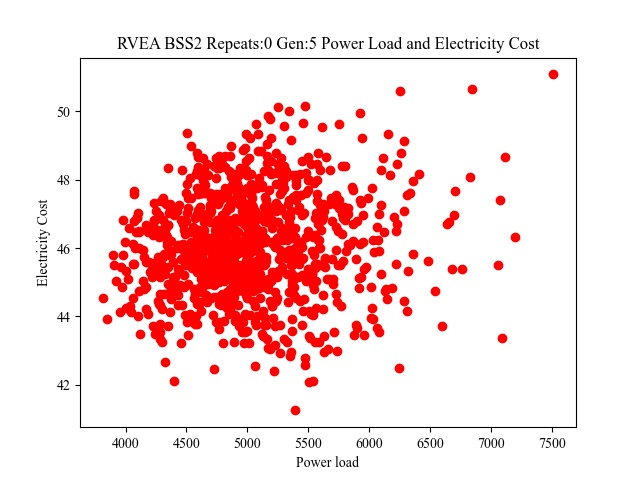 RVEA BSS2 Repeats:0 Gen:5 Power Load and Electricity Cost
50
48
46
44
42
Electricity Cost
4000 4500 5000 5500 6000 6500 7000 7500
Power load